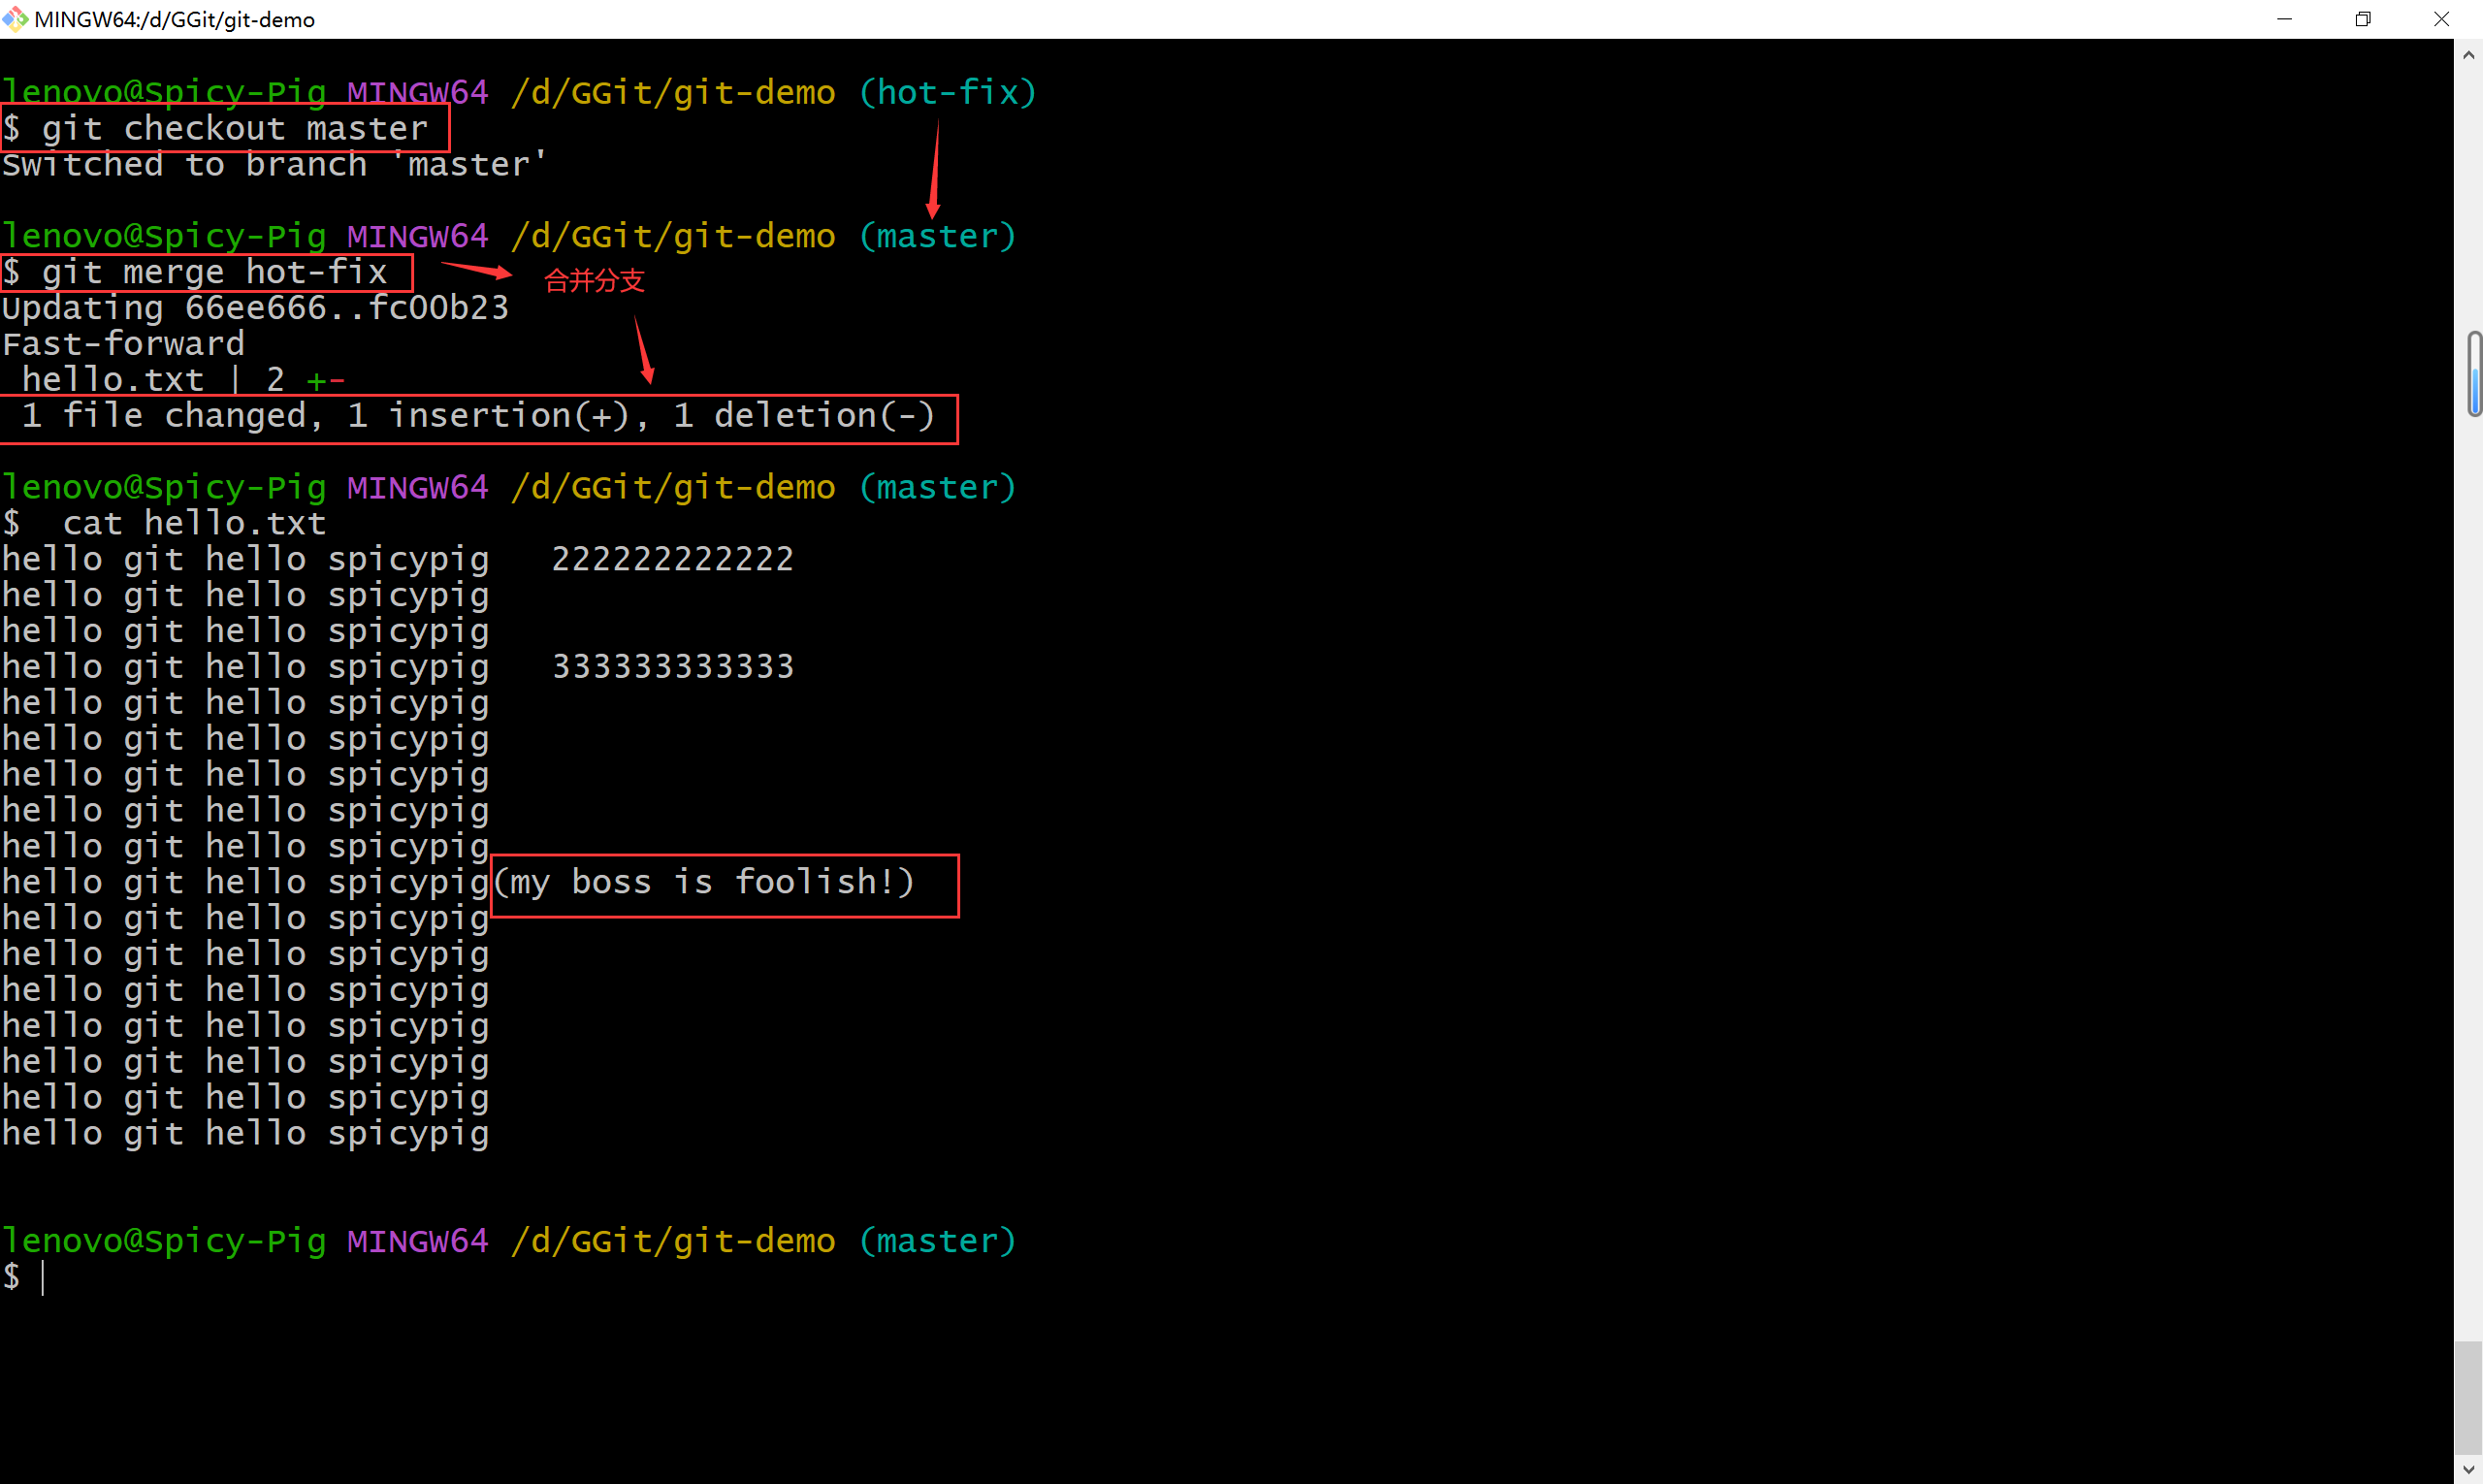 MINGW64:/d/GGit/git-demo
lenovo@Spicy-Pig MINGW64 /d/GGit/git-demo (hot-fix)
$ git checkout master
Switched to branch 'master'
lenovo@Spicy-Pig MINGW64 /d/GGit/git-demo (master)
$ git merge hot-fix
合并分支
Updating 66ee666..fc00b23
Fast-forward
 hello.txt | 2 +-
 1 file changed, 1 insertion(+), 1 deletion(-)
lenovo@Spicy-Pig MINGW64 /d/GGit/git-demo (master)
$  cat hello.txt
hello git hello spicypig   222222222222
hello git hello spicypig
hello git hello spicypig
hello git hello spicypig   333333333333
hello git hello spicypig
hello git hello spicypig
hello git hello spicypig
hello git hello spicypig
hello git hello spicypig
hello git hello spicypig(my boss is foolish!)
hello git hello spicypig
hello git hello spicypig
hello git hello spicypig
hello git hello spicypig
hello git hello spicypig
hello git hello spicypig
hello git hello spicypig
lenovo@Spicy-Pig MINGW64 /d/GGit/git-demo (master)
$